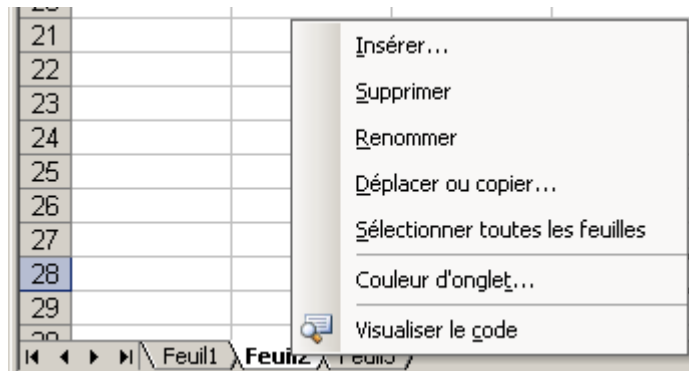 21
Insérer...
22
23
Supprimer
24
Renommer
25
Déplacer ou copier...
26
27
Sélectionner toutes les feuilles
28
Couleur d'onglet...
29
Visualiser le code
Feuil1 Feuil2